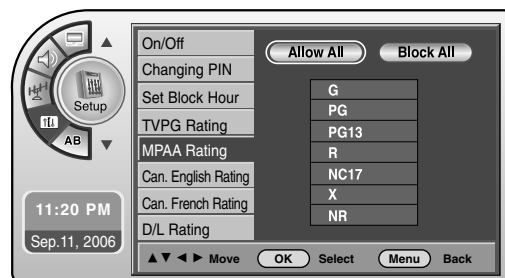 On/Off
Changing PIN
Set Block Hour
TVPG Rating
MPAA Rating
Can. English Rating
Can. French Rating
D/L Rating
Allow All Block All
G
PG
PG13
R
NC17
X
NR
Setup
AB
11:20 PM
Sep.11, 2006
▲▼◄► Move OK Select Menu Back